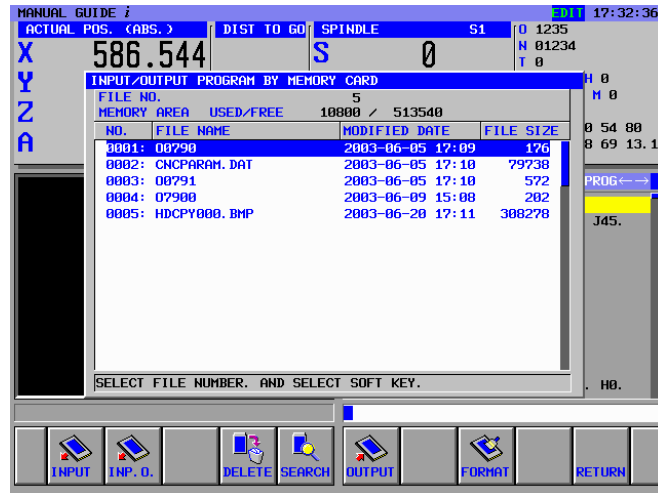 MANUAL GUIDE i EDIT 17:32:36
ACTUAL POS. (ABS.) DIST TO GO SPINDLE S1 O 1235
X 586.544 S 0 N 01234
T 0
Y H 0
M 0
Z
A
0 54 80
8 69 13.1
INPUT/OUTPUT PROGRAM BY MEMORY CARD
FILE NO. 5
MEMORY AREA USED/FREE 10800 / 513540
NO. FILE NAME MODIFIED DATE FILE SIZE
0001: O0790 2003-06-05 17:09 176
0002: CNCPARAM.DAT 2003-06-05 17:10 79738
0003: O0791 2003-06-05 17:10 572
0004: O7900 2003-06-09 15:08 202
0005: HDCPY000.BMP 2003-06-20 17:11 308278
PROG←→
J45.
. H0.
SELECT FILE NUMBER. AND SELECT SOFT KEY.
INPUT INP.O. DELETE SEARCH OUTPUT FORMAT RETURN